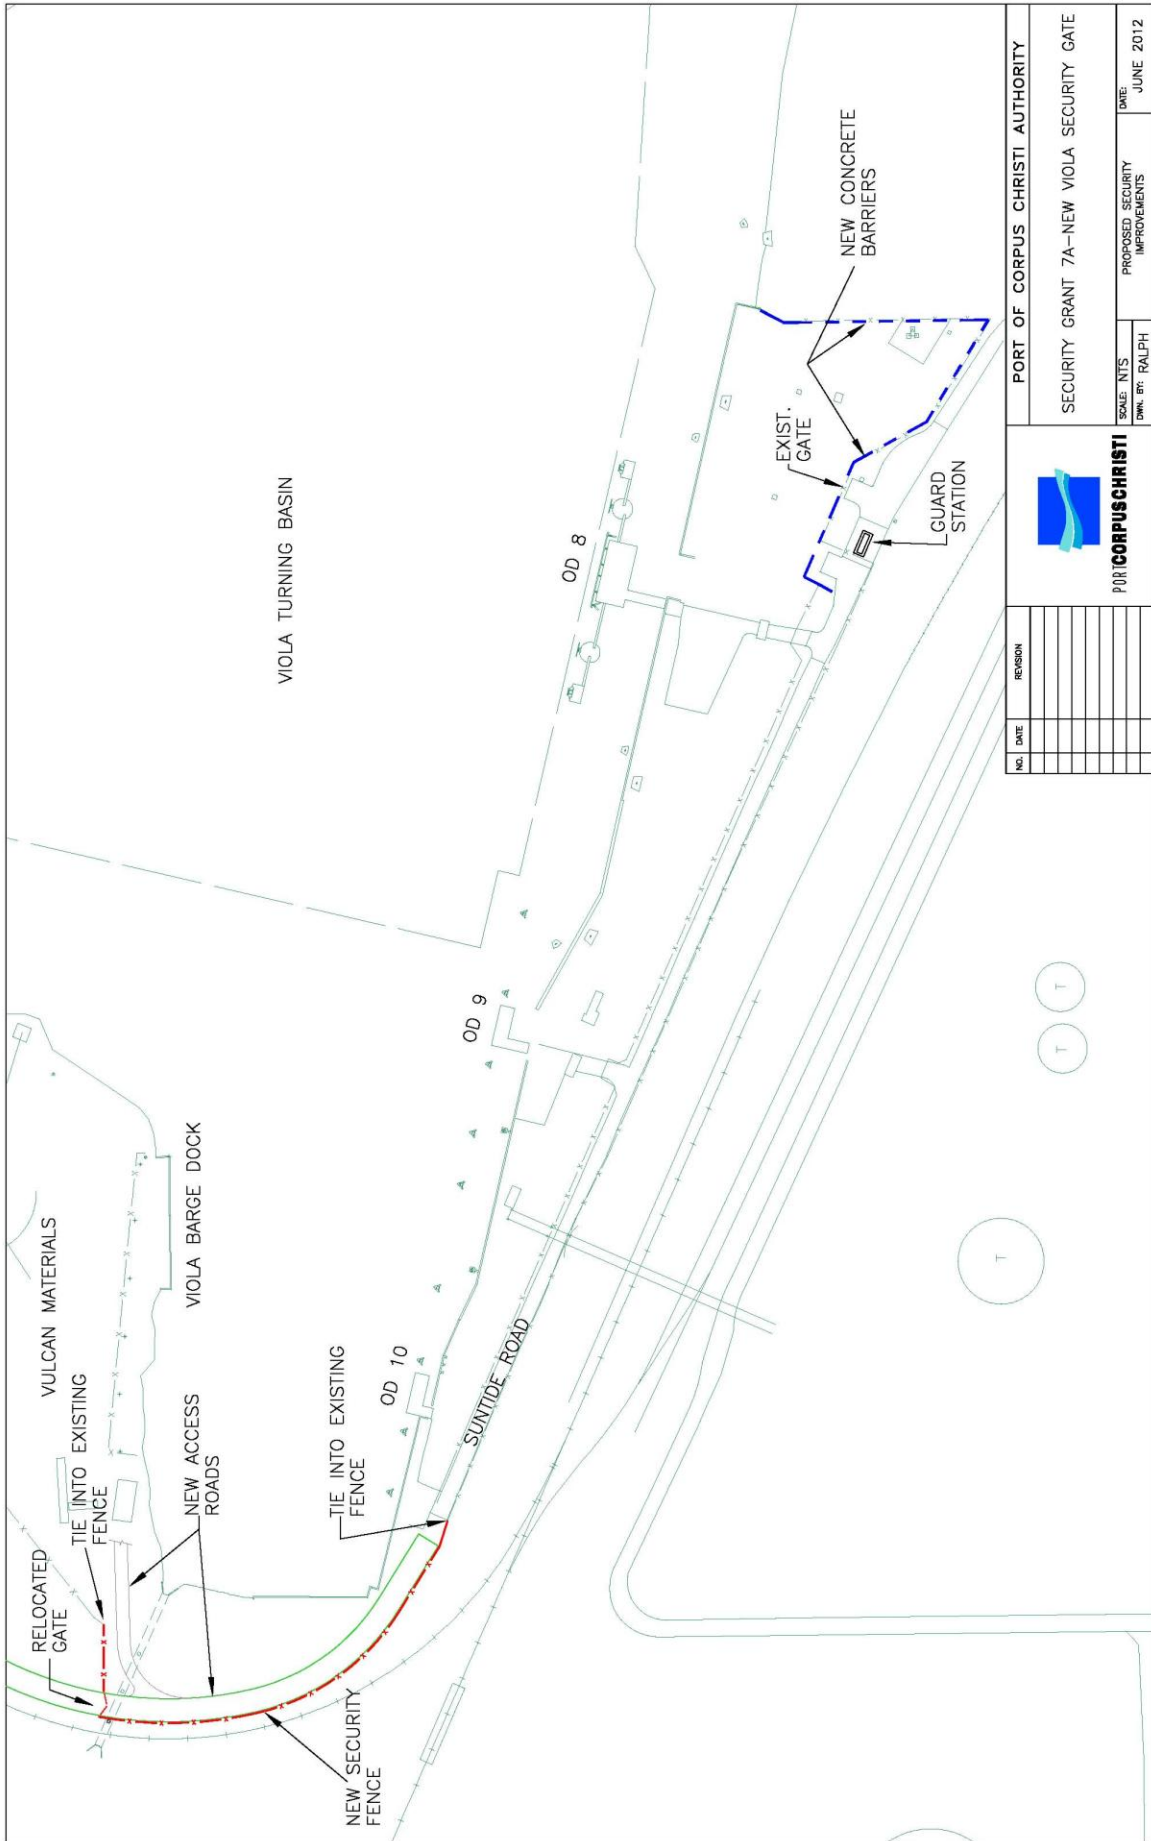 VIOLA TURNING BASIN
VULCAN MATERIALS
VIOLA BARGE DOCK
RELOCATED
GATE
TIE INTO EXISTING
FENCE
NEW ACCESS
ROADS
TIE INTO EXISTING
FENCE
NEW SECURITY
FENCE
OD 10
SUNTIDE ROAD
OD 9
OD 8
EXIST.
GATE
NEW CONCRETE
BARRIERS
GUARD
STATION
T
T
T
NO.
DATE
REVISION
PORTCORPUSCHRISTI
PORT OF CORPUS CHRISTI AUTHORITY
SECURITY GRANT 7A-NEW VIOLA SECURITY GATE
SCALE: NTS
DWN. BY: RALPH
PROPOSED SECURITY
IMPROVEMENTS
DATE:
JUNE 2012